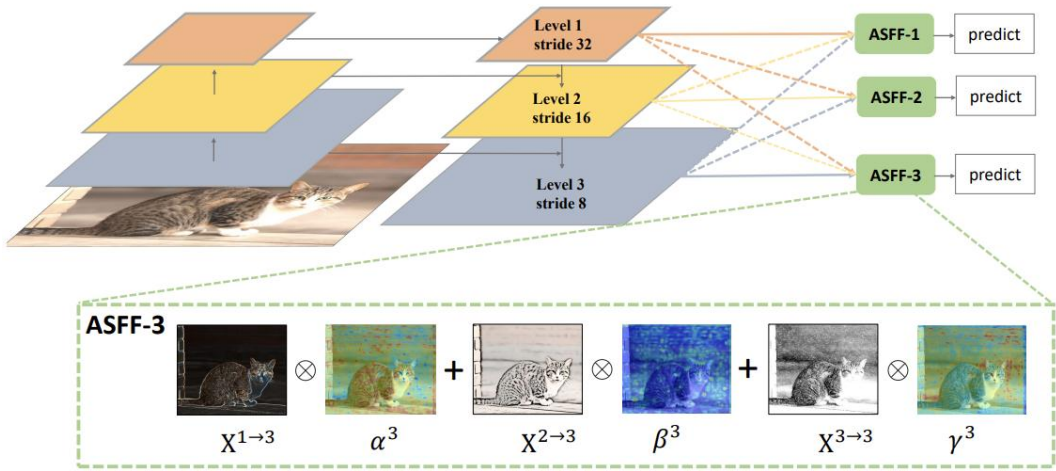 Level 1
stride 32
ASFF-1
predict
Level 2
stride 16
ASFF-2
predict
Level 3
stride 8
ASFF-3
predict
ASFF-3
⊗ + ⊗ + ⊗
X¹→³ α³ X²→³ β³ X³→³ γ³